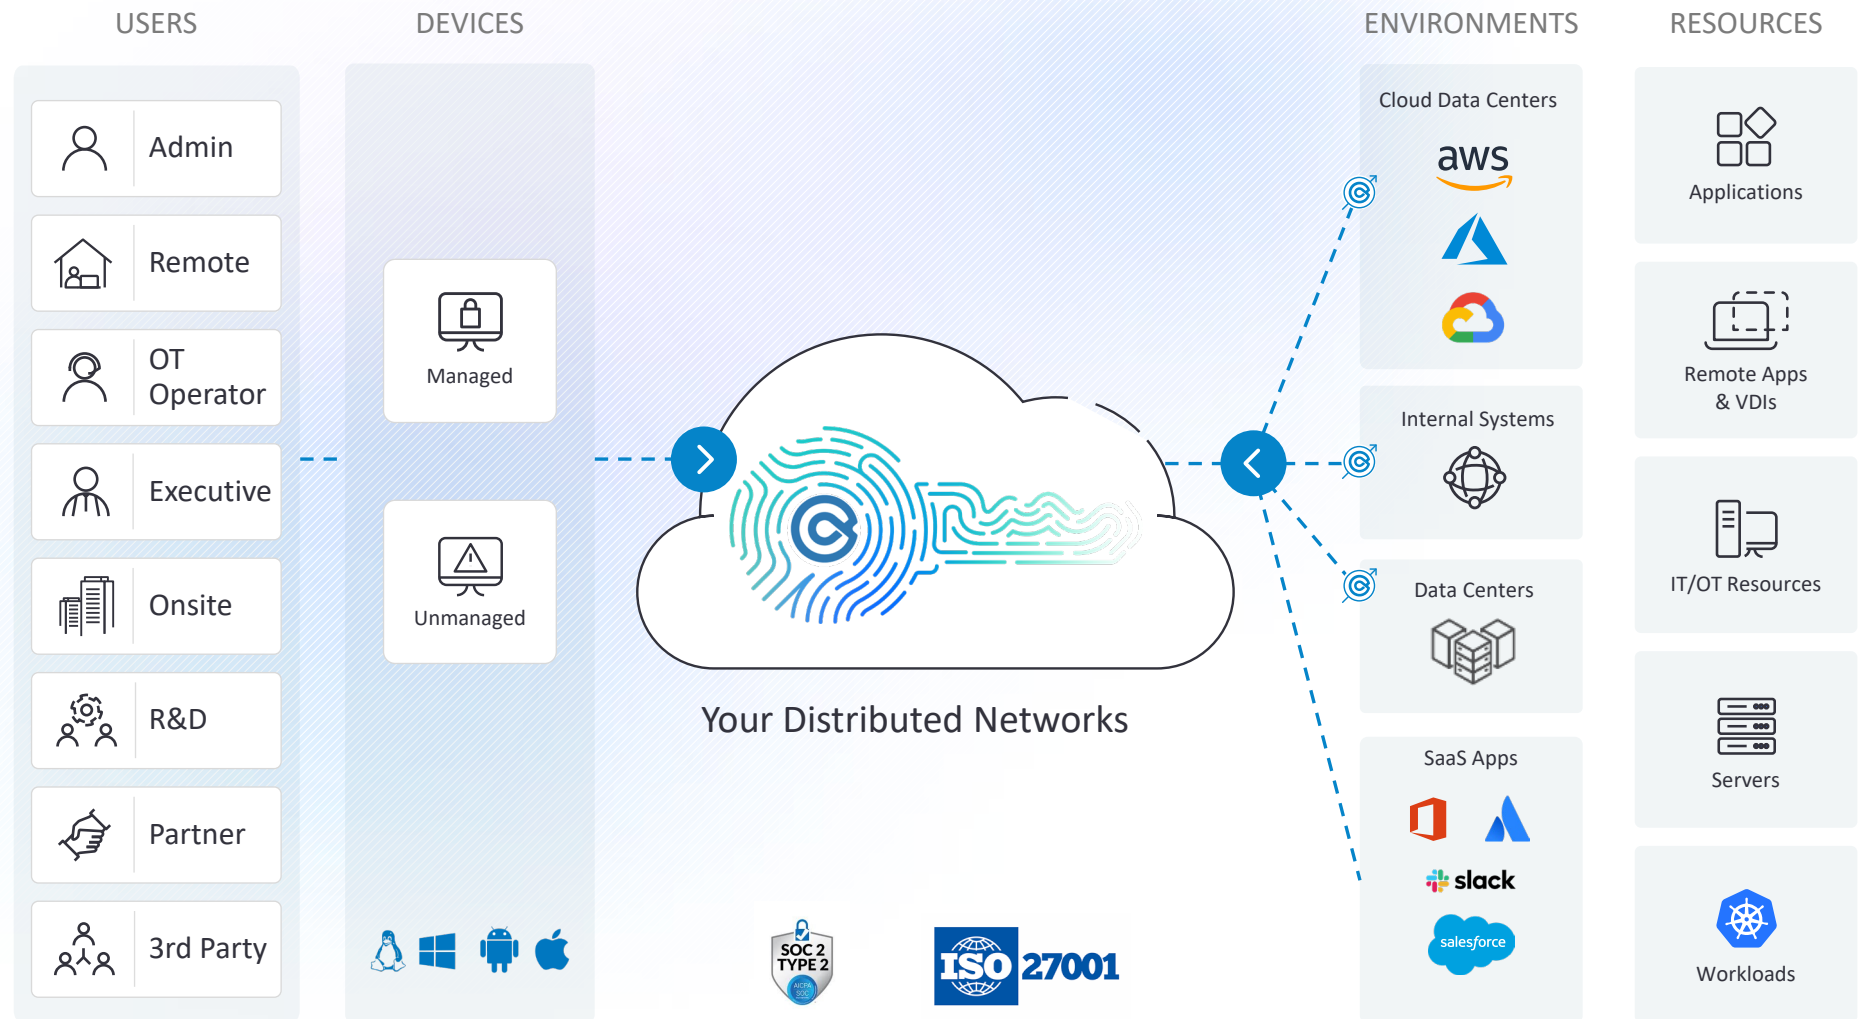 USERS
DEVICES
ENVIRONMENTS
RESOURCES
Admin
Remote
OT
Operator
Executive
Onsite
R&D
Partner
3rd Party
Managed
Unmanaged
Your Distributed Networks
SOC 2
TYPE 2
AICPA
SOC
ISO 27001
Cloud Data Centers
aws
Internal Systems
Data Centers
SaaS Apps
slack
salesforce
Applications
Remote Apps
& VDIs
IT/OT Resources
Servers
Workloads